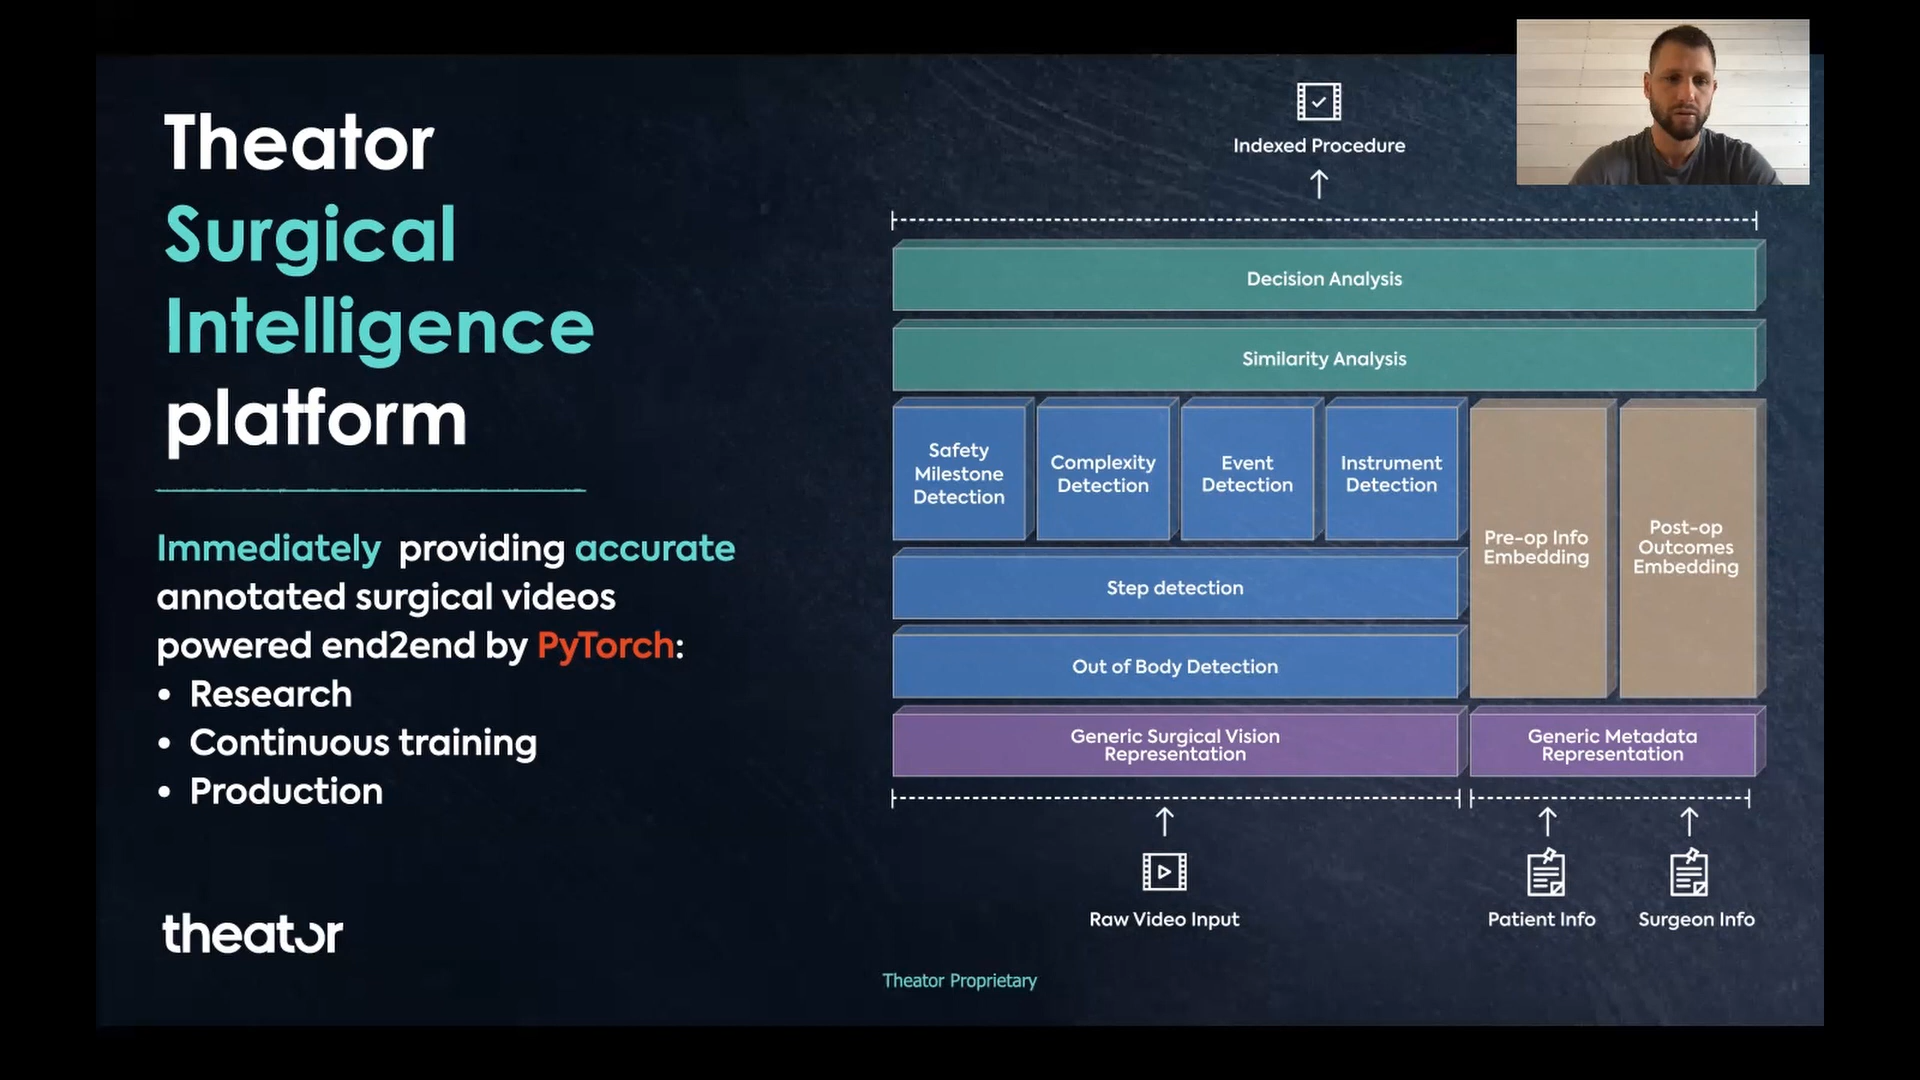 Theator
Surgical
Intelligence
platform
Immediately providing accurate
annotated surgical videos
powered end2end by PyTorch:
• Research
• Continuous training
• Production
theator
Indexed Procedure
Decision Analysis
Similarity Analysis
Safety
Milestone
Detection
Complexity
Detection
Event
Detection
Instrument
Detection
Pre-op Info
Embedding
Post-op
Outcomes
Embedding
Step detection
Out of Body Detection
Generic Surgical Vision
Representation
Generic Metadata
Representation
Raw Video Input
Patient Info
Surgeon Info
Theator Proprietary